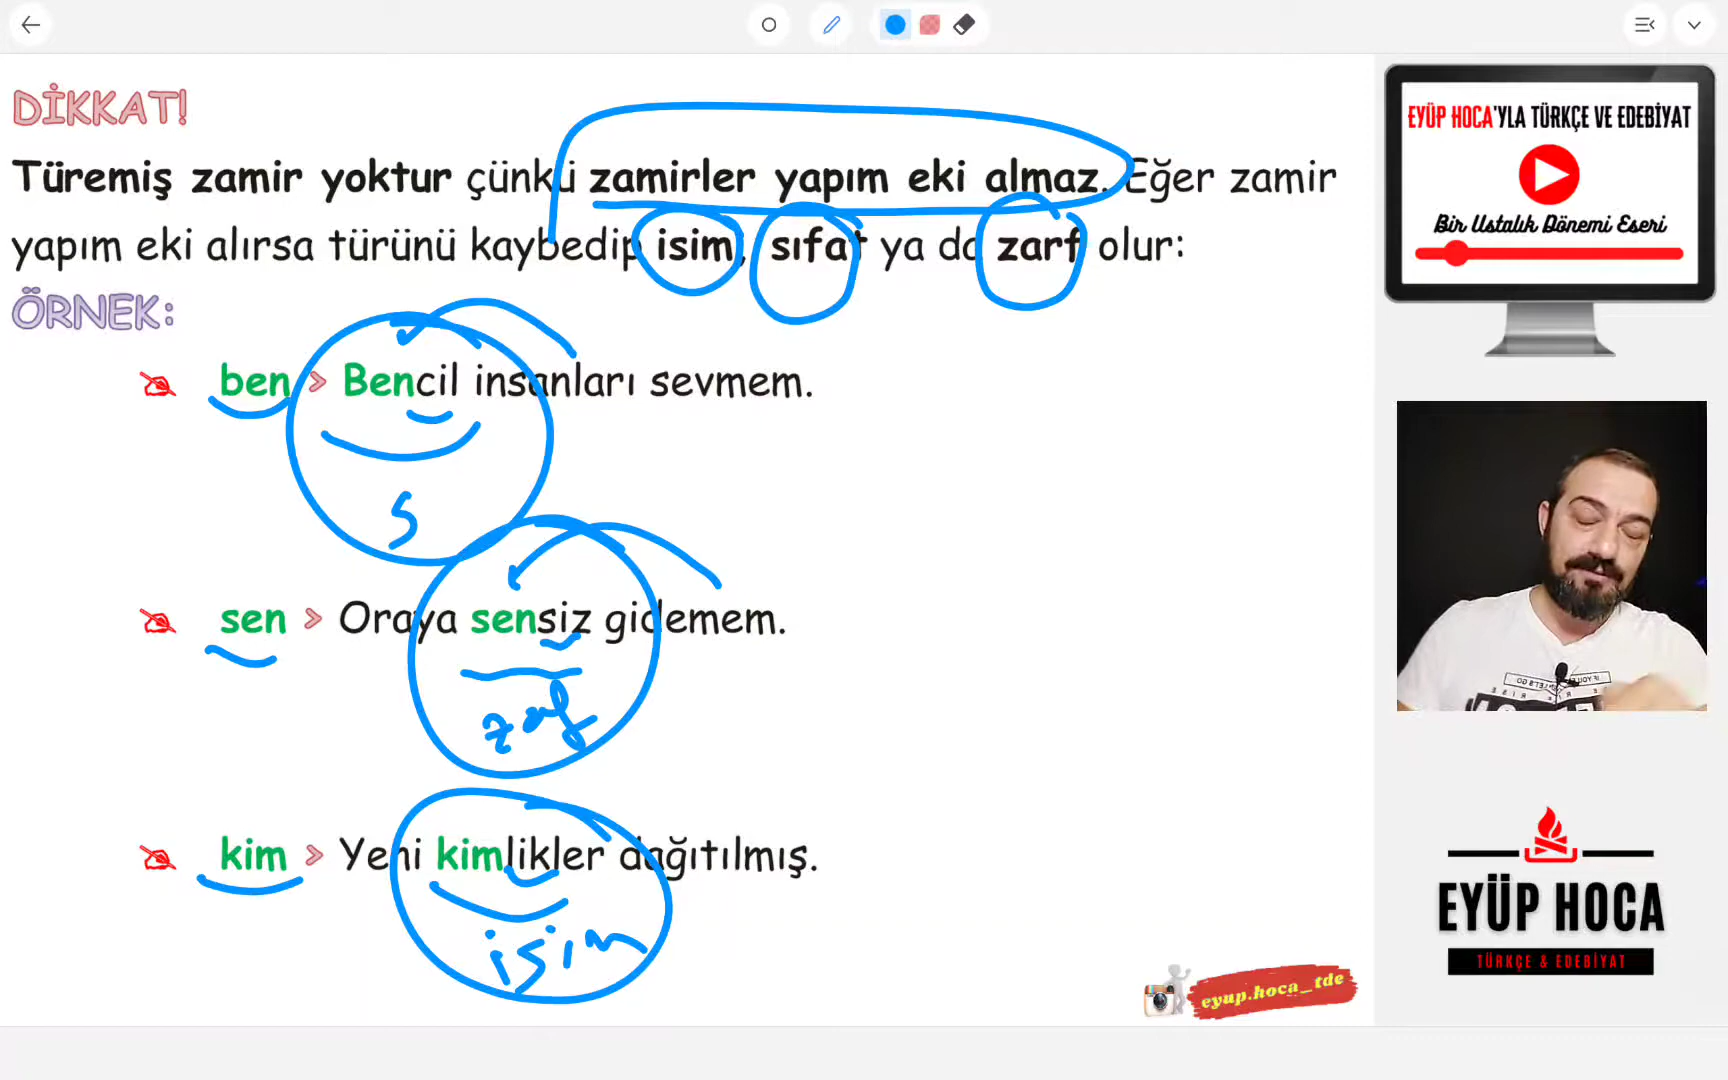 DİKKAT!
Türemiş zamir yoktur çünkü zamirler yapım eki almaz. Eğer zamir
yapım eki alırsa türünü kaybedip isim, sıfat ya da zarf olur:
ÖRNEK:
ben > Bencil insanları sevmem.
S
sen > Oraya sensiz gidemem.
zarf
kim > Yeni kimlikler dağıtılmış.
isim
eyup.hoca_tde
EYÜP HOCA'YLA TÜRKÇE VE EDEBİYAT
Bir Ustalık Dönemi Eseri
EYÜP HOCA
TÜRKÇE & EDEBİYAT